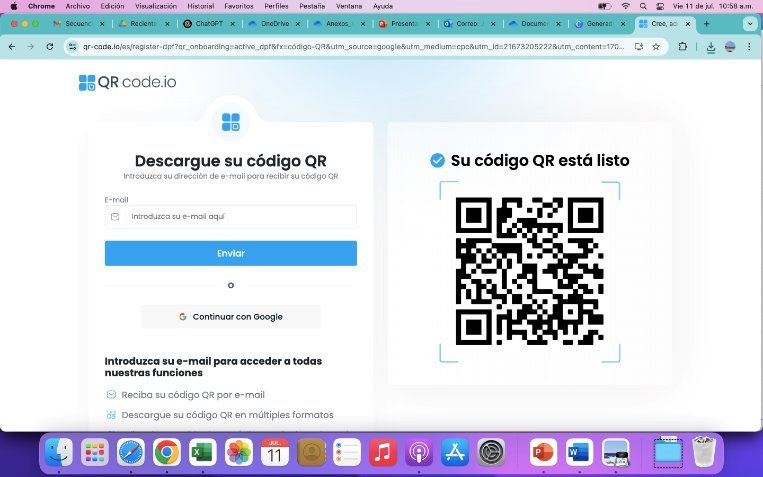 Chrome Archivo Edición Visualización Historial Favoritos Perfiles Pestaña Ventana Ayuda
Vie 11 de jul. 10:58 a.m.
Secuenci
Reciente
ChatGPT
OneDrive
Anexos_
Presenta
Correo: J
Documen
Generado
Cree, adm
qr-code.io/es/register-dpf?qr_onboarding=active_dpf&fx=código-QR&utm_source=google&utm_medium=cpc&utm_id=21673205222&utm_content=170...
QR code.io
Descargue su código QR
Introduzca su dirección de e-mail para recibir su código QR
E-mail
Introduzca su e-mail aquí
Enviar
O
Continuar con Google
Introduzca su e-mail para acceder a todas
nuestras funciones
Reciba su código QR por e-mail
Descargue su código QR en múltiples formatos
Su código QR está listo
JUL
11